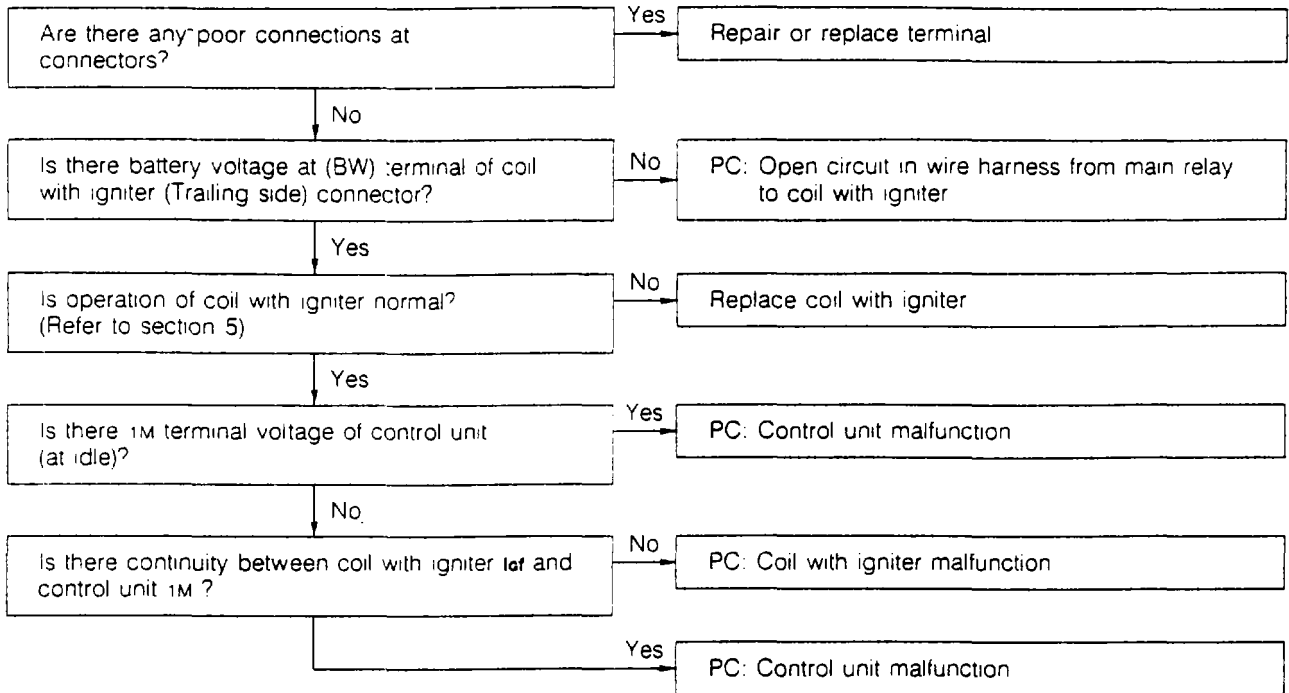 Are there any poor connections at
connectors?
Yes
Repair or replace terminal
No
Is there battery voltage at (BW) terminal of coil
with igniter (Trailing side) connector?
No
PC: Open circuit in wire harness from main relay
to coil with igniter
Yes
Is operation of coil with igniter normal?
(Refer to section 5)
No
Replace coil with igniter
Yes
Is there 1M terminal voltage of control unit
(at idle)?
Yes
PC: Control unit malfunction
No
Is there continuity between coil with igniter Igf and
control unit 1M ?
No
PC: Coil with igniter malfunction
Yes
PC: Control unit malfunction